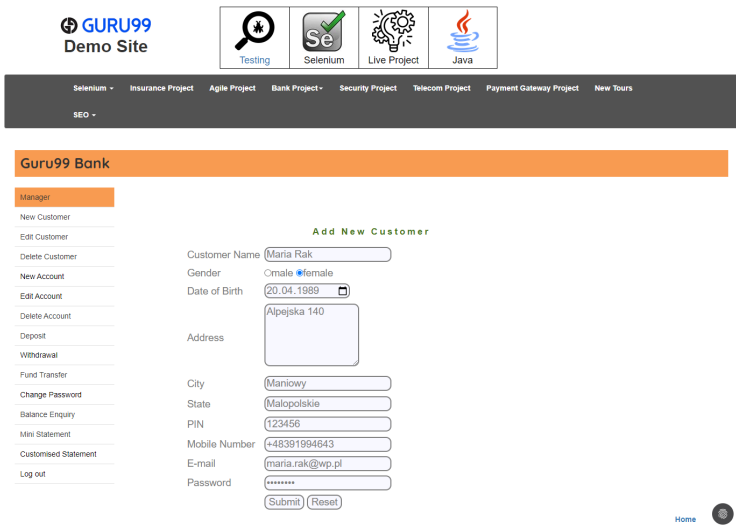 GURU99
Demo Site
Testing
Selenium
Live Project
Java
Selenium Insurance Project Agile Project Bank Project Security Project Telecom Project Payment Gateway Project New Tours
SEO
Guru99 Bank
Manager
New Customer
Edit Customer
Delete Customer
New Account
Edit Account
Delete Account
Deposit
Withdrawal
Fund Transfer
Change Password
Balance Enquiry
Mini Statement
Customised Statement
Log out
Add New Customer
Customer Name Maria Rak
Gender male female
Date of Birth 20.04.1989
Address Alpejska 140
City Maniowy
State Malopolskie
PIN 123456
Mobile Number +48391994643
E-mail maria.rak@wp.pl
Password ••••••••
Submit Reset
Home